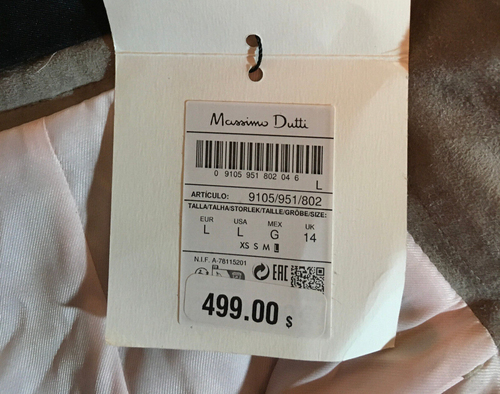 Massimo Dutti
0 9105 951 802 04 6
L
ARTÍCULO: 9105/951/802
TALLA/TALHA/STORLEK/TAILLE/GRÖBE/SIZE:
EUR USA MEX UK
L L G 14
XS S M L
N.I.F. A-78115201
EAC
499.00 $